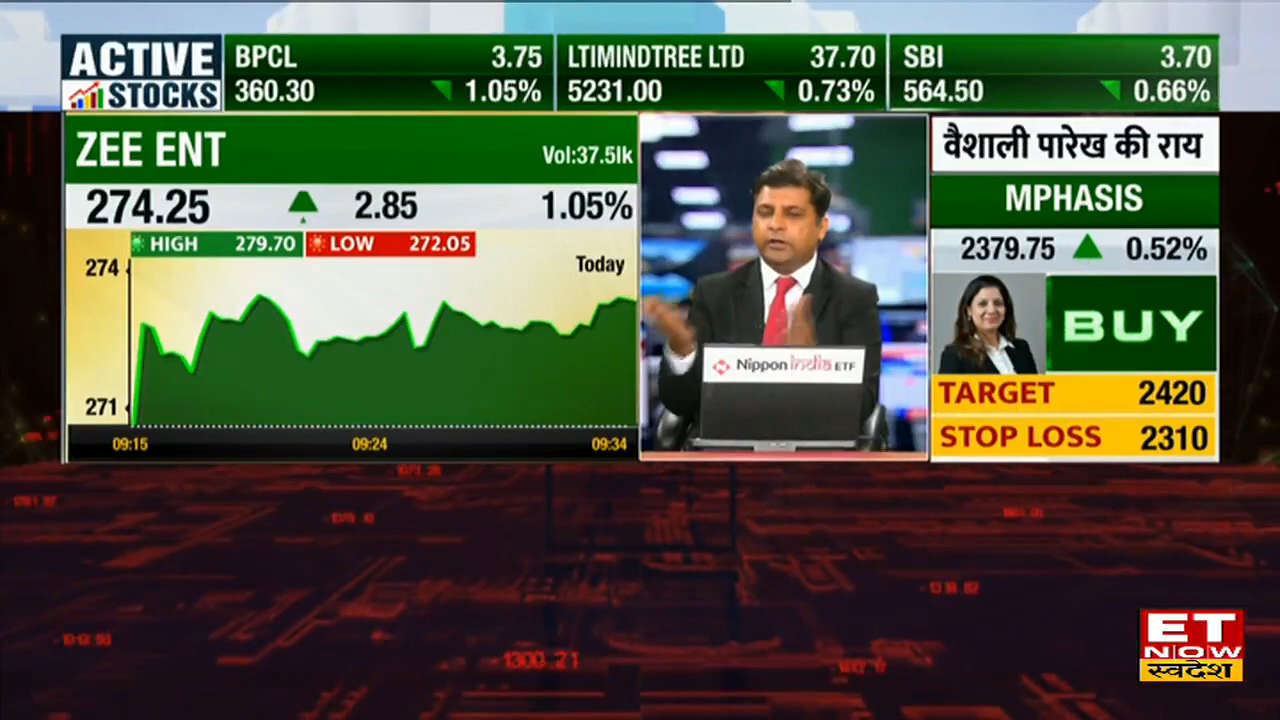 ACTIVE
STOCKS
BPCL 3.75
360.30 1.05%
LTIMINDTREE LTD 37.70
5231.00 0.73%
SBI 3.70
564.50 0.66%
ZEE ENT Vol:37.5lk
274.25 2.85 1.05%
HIGH 279.70 LOW 272.05
Today
274
271
09:15 09:24 09:34
Nippon india ETF
वैशाली पारेख की राय
MPHASIS
2379.75 0.52%
BUY
TARGET 2420
STOP LOSS 2310
1300.21
ET
NOW
स्वदेश